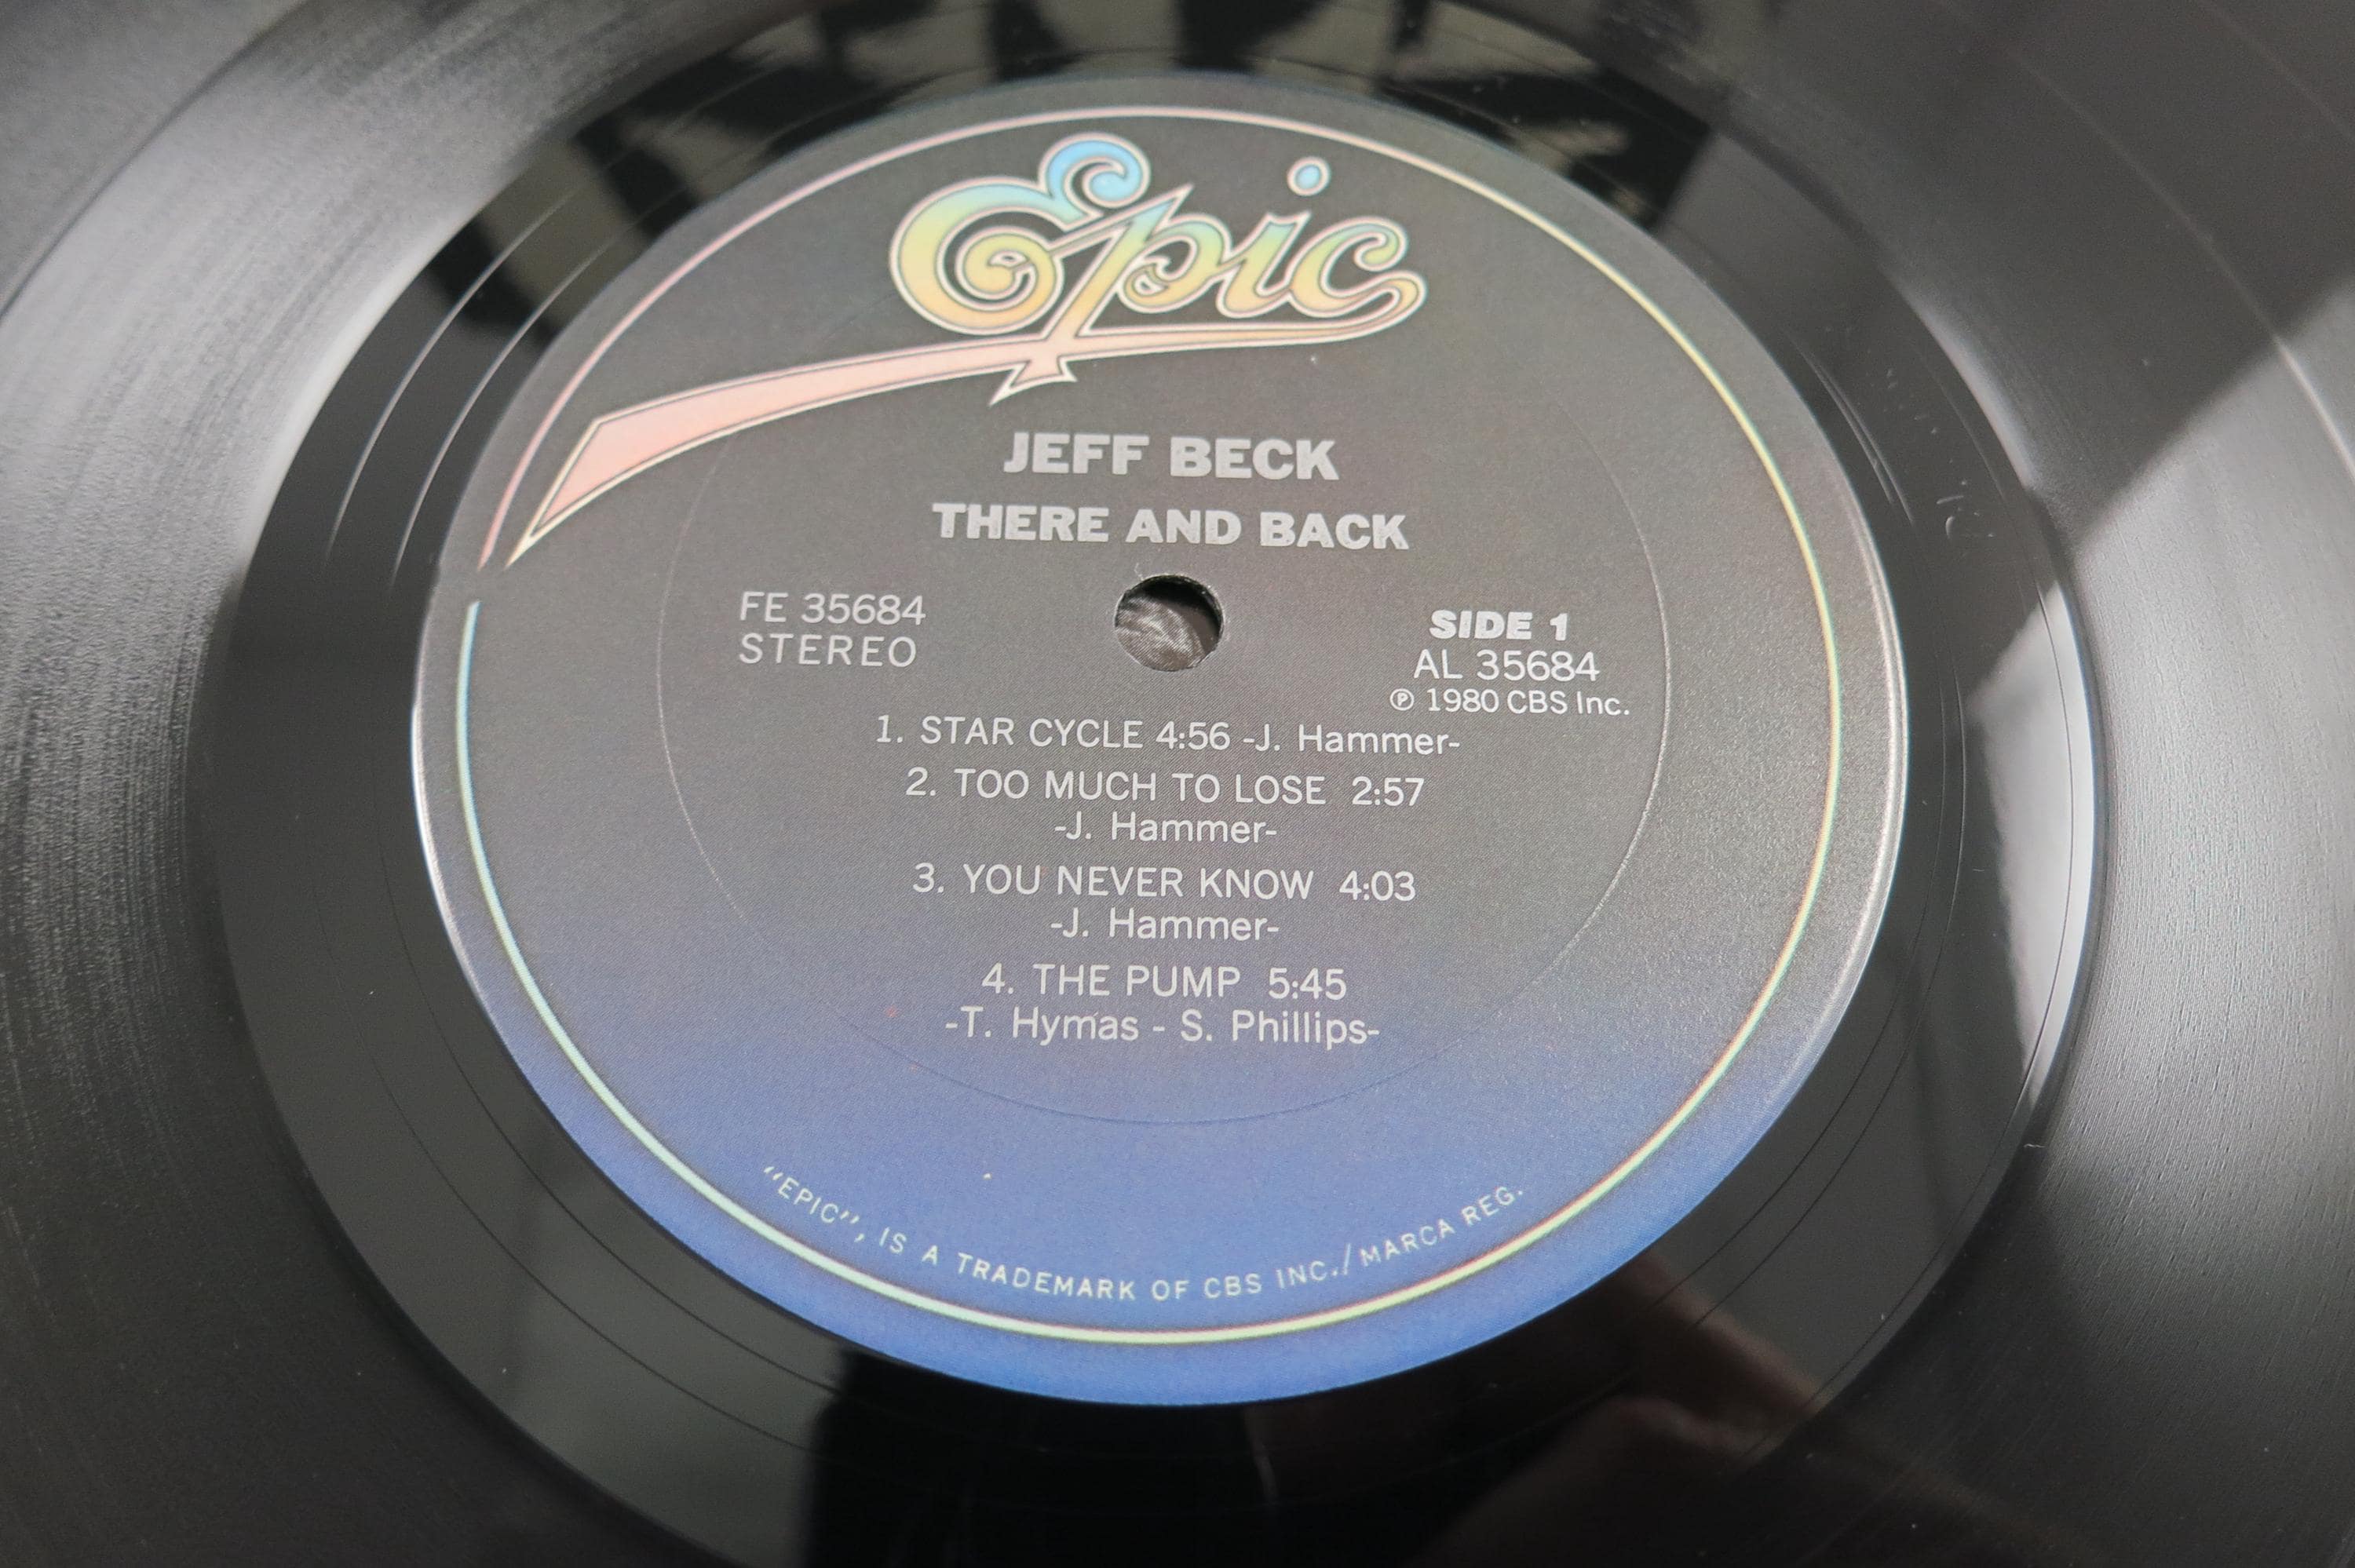 Epic
JEFF BECK
THERE AND BACK
FE 35684
STEREO
SIDE 1
AL 35684
℗ 1980 CBS Inc.
1. STAR CYCLE 4:56 -J. Hammer-
2. TOO MUCH TO LOSE 2:57
-J. Hammer-
3. YOU NEVER KNOW 4:03
-J. Hammer-
4. THE PUMP 5:45
-T. Hymas - S. Phillips-
"EPIC", IS A TRADEMARK OF CBS INC./MARCA REG.